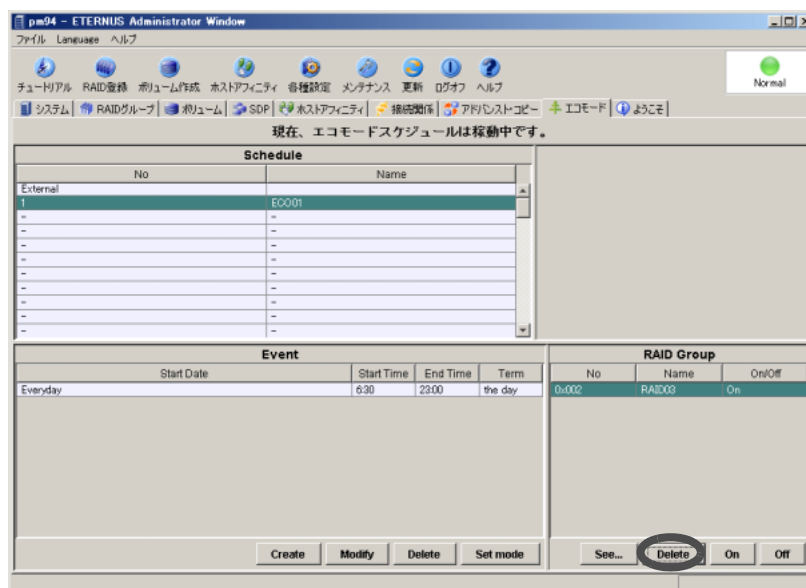 pm94 - ETERNUS Administrator Window
ファイル Language ヘルプ
チュートリアル RAID登録 ボリューム作成 ホストアフィニティ 各種設定 メンテナンス 更新 ログオフ ヘルプ
Normal
システム RAIDグループ ボリューム SDP ホストアフィニティ 接続関係 アドバンスト・コピー エコモード ようこそ
現在、エコモードスケジュールは稼動中です。
Schedule
No Name
External
1 ECO01
- -
- -
- -
- -
- -
- -
- -
- -
- -
Event
Start Date Start Time End Time Term
Everyday 6:30 23:00 the day
RAID Group
No Name On/Off
0x002 RAID03 On
Create Modify Delete Set mode
See... Delete On Off